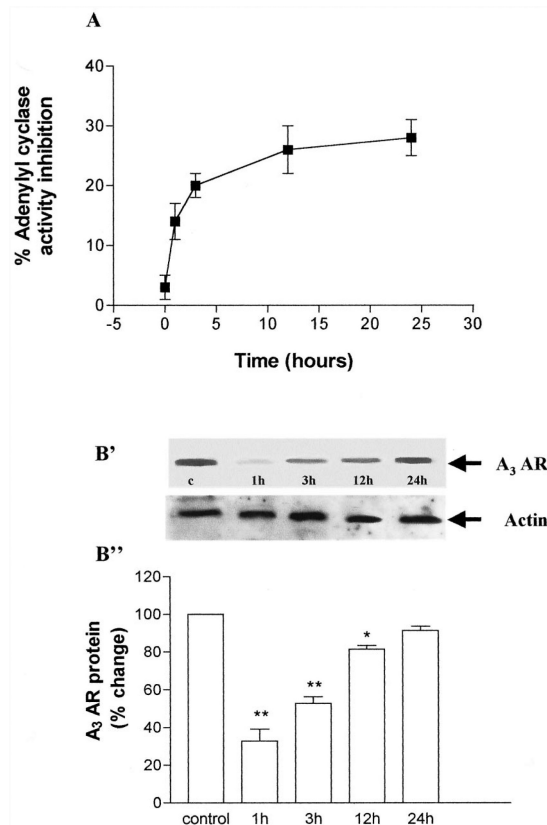 A
% Adenylyl cyclase
activity inhibition
40
30
20
10
0
-5 0 5 10 15 20 25 30
Time (hours)
B'
c 1h 3h 12h 24h
A₃ AR
Actin
B''
A₃ AR protein
(% change)
120
100
80
60
40
20
0
** ** *
control 1h 3h 12h 24h